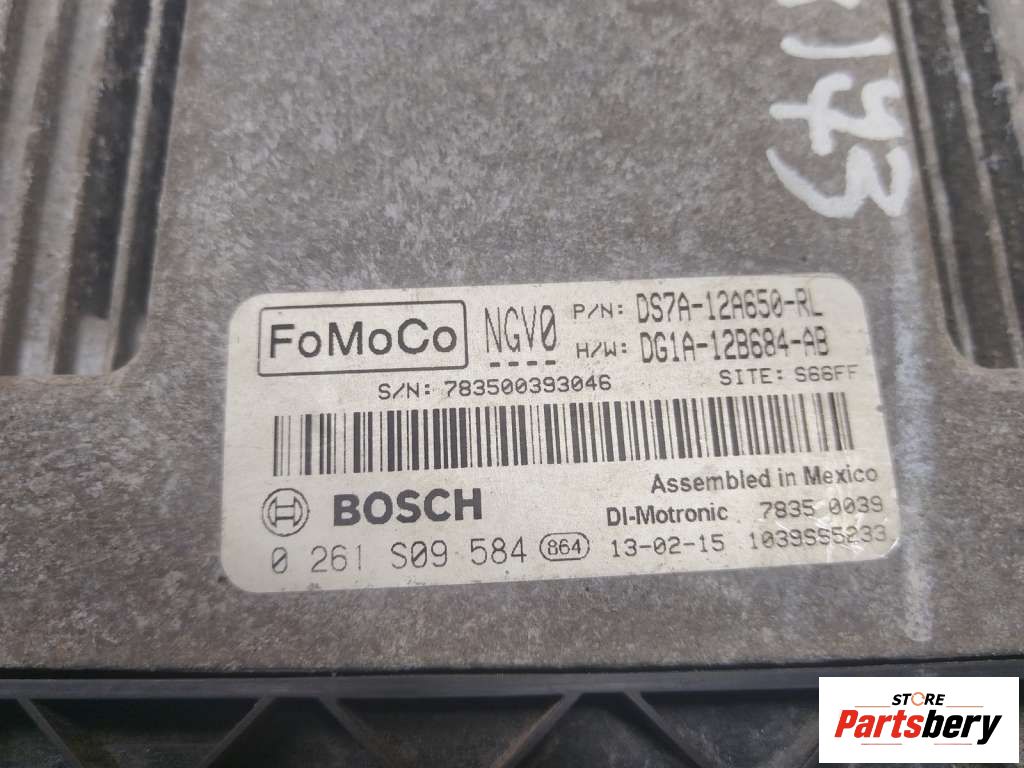 173
FoMoCo NGV0 P/N: DS7A-12A650-RL
H/W: DG1A-12B684-AB
S/N: 783500393046 SITE: S66FF
Assembled in Mexico
BOSCH DI-Motronic 7835 0039
0 261 S09 584 864 13-02-15 1039S55233
STORE
Partsbery